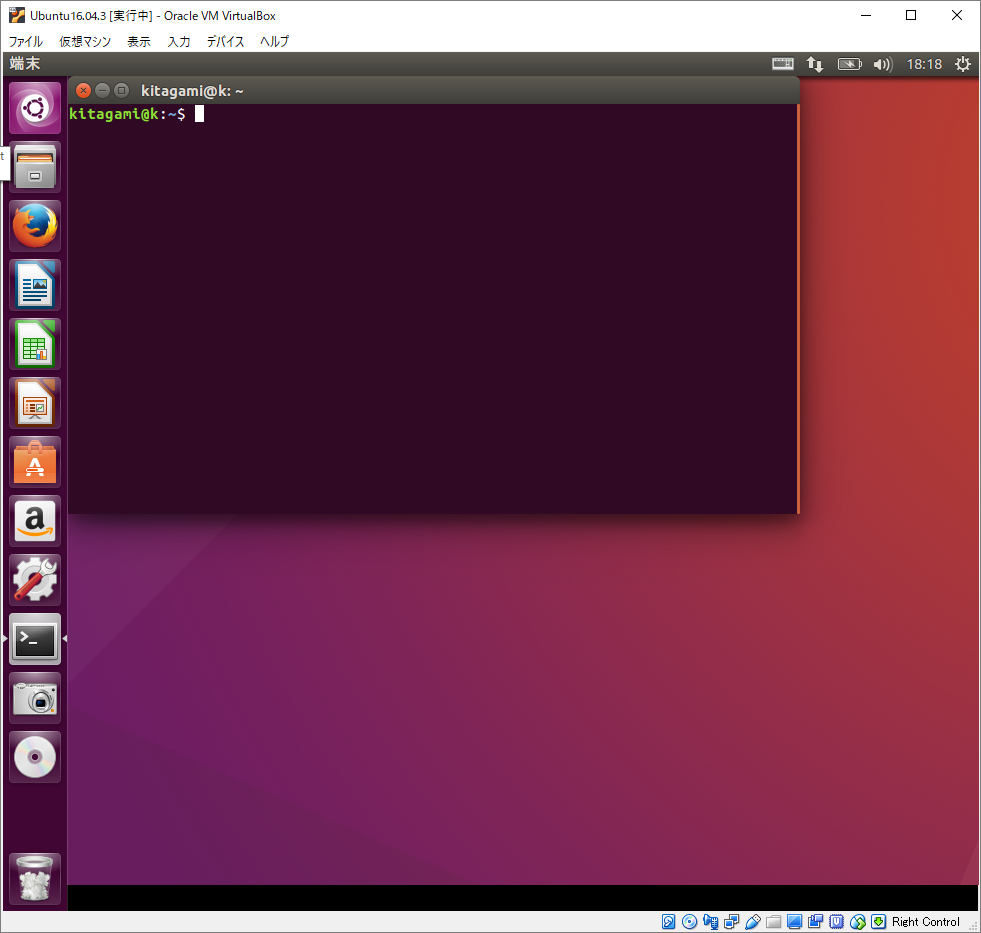 Ubuntu16.04.3 [実行中] - Oracle VM VirtualBox
ファイル 仮想マシン 表示 入力 デバイス ヘルプ
端末 18:18
kitagami@k: ~
kitagami@k:~$
t
a
Right Control